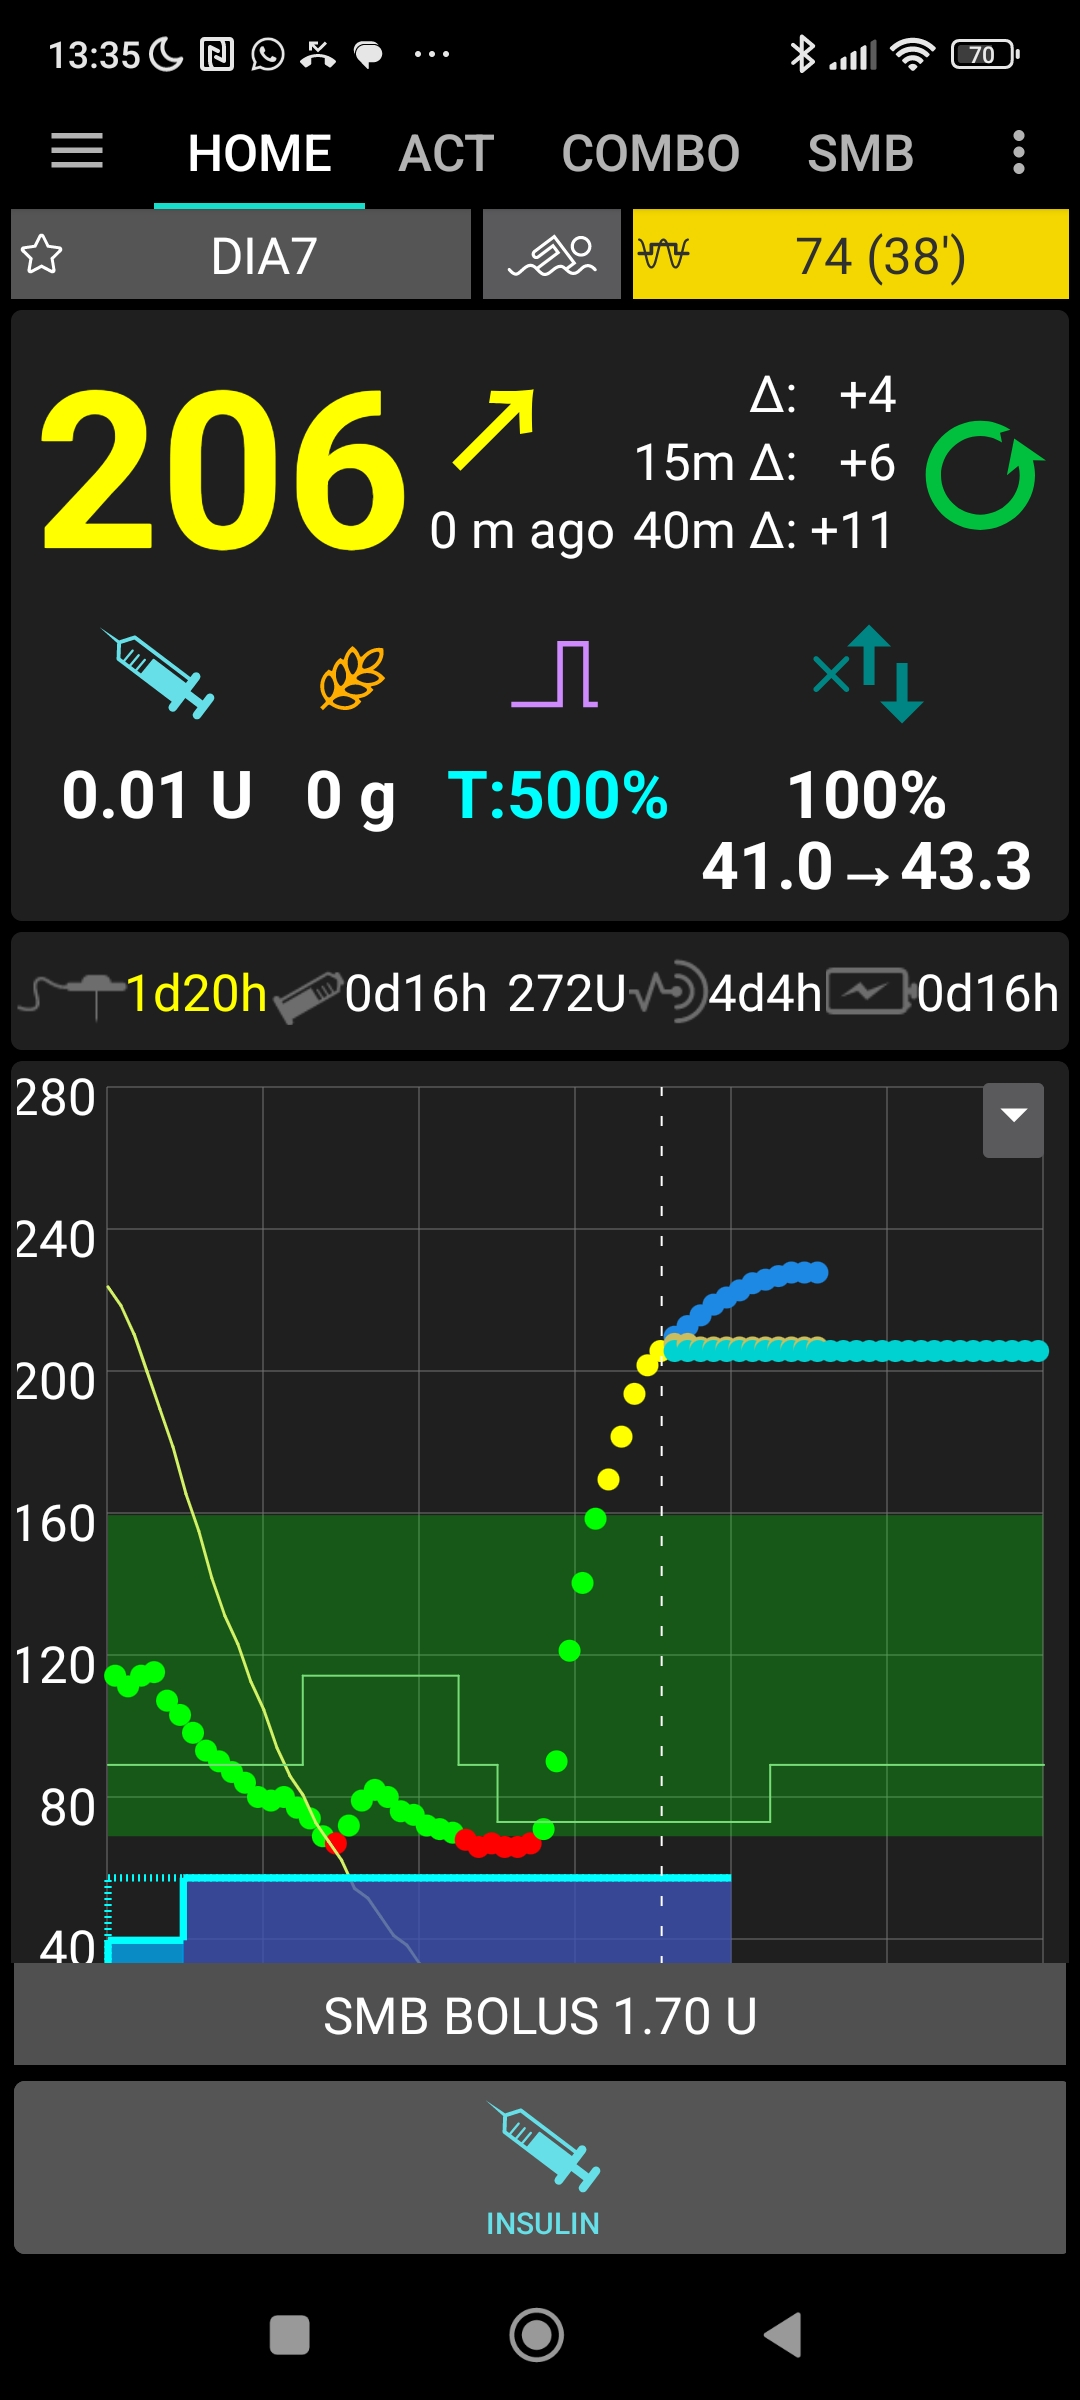 13:35 70
HOME ACT COMBO SMB
DIA7 74 (38')
206
Δ: +4
15m Δ: +6
0 m ago 40m Δ: +11
0.01 U 0 g T:500% 100%
41.0→43.3
1d20h 0d16h 272U 4d4h 0d16h
280
240
200
160
120
80
40
SMB BOLUS 1.70 U
INSULIN